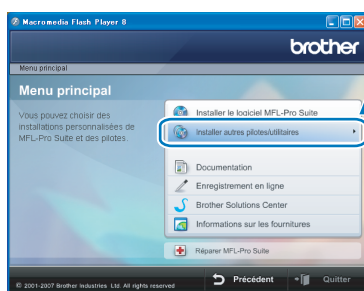 Macromedia Flash Player 8
brother
Menu principal
Menu principal
Vous pouvez choisir des
installations personnalisées de
MFL-Pro Suite et des pilotes.
Installer le logiciel MFL-Pro Suite
Installer autres pilotes/utilitaires
Documentation
Enregistrement en ligne
Brother Solutions Center
Informations sur les fournitures
Réparer MFL-Pro Suite
© 2001-2007 Brother Industries Ltd. All rights reserved
Précédent
Quitter